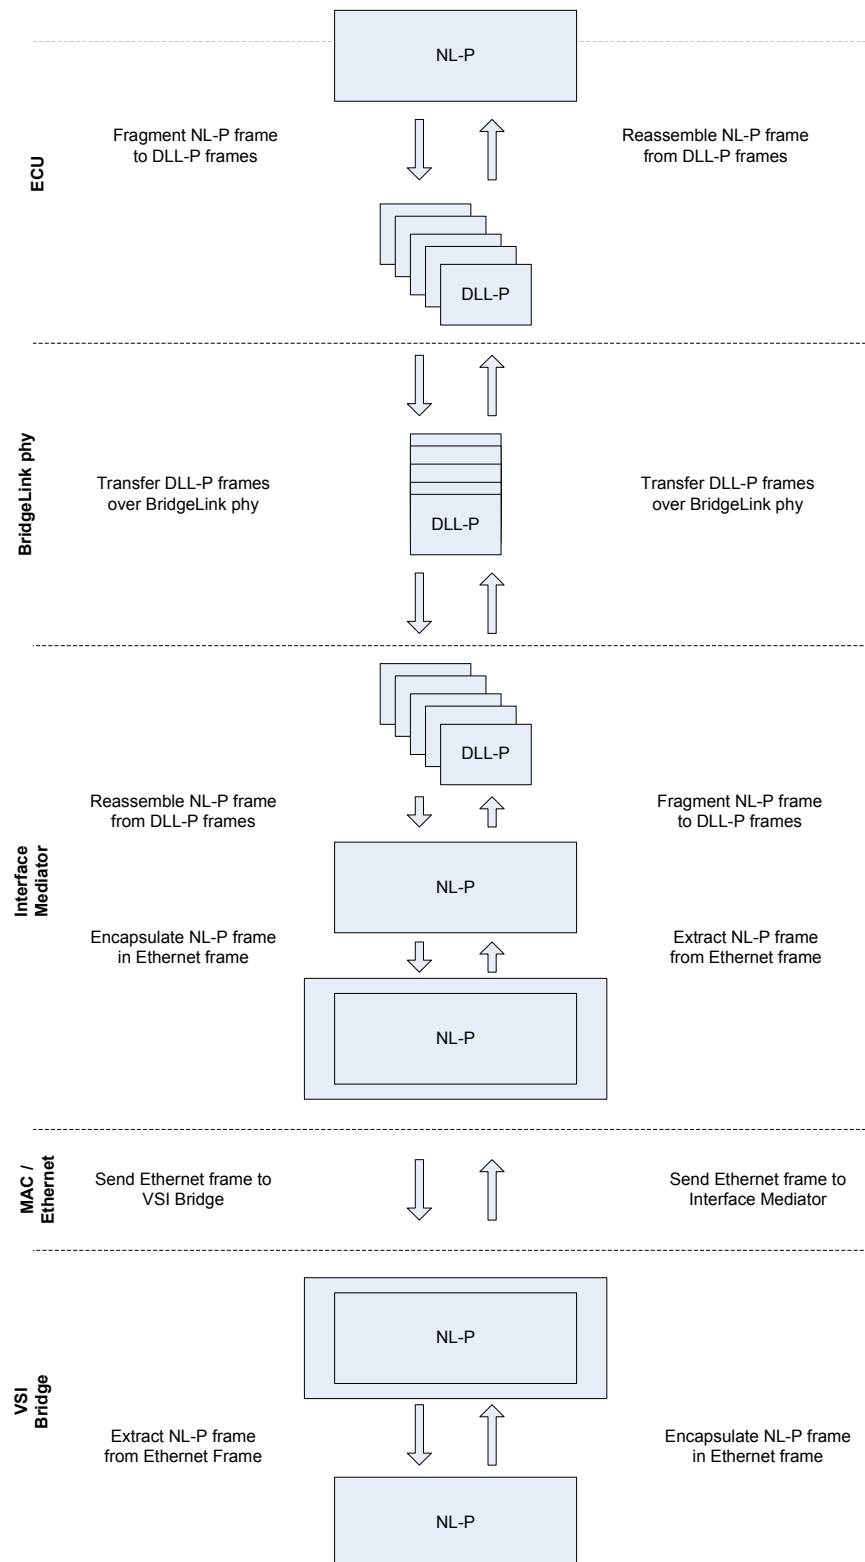 NL-P
Fragment NL-P frame
to DLL-P frames
Reassemble NL-P frame
from DLL-P frames
ECU
DLL-P
BridgeLink phy
Transfer DLL-P frames
over BridgeLink phy
Transfer DLL-P frames
over BridgeLink phy
DLL-P
DLL-P
Interface
Mediator
Reassemble NL-P frame
from DLL-P frames
Fragment NL-P frame
to DLL-P frames
NL-P
Encapsulate NL-P frame
in Ethernet frame
Extract NL-P frame
from Ethernet frame
NL-P
MAC /
Ethernet
Send Ethernet frame to
VSI Bridge
Send Ethernet frame to
Interface Mediator
VSI
Bridge
NL-P
Extract NL-P frame
from Ethernet Frame
Encapsulate NL-P frame
in Ethernet frame
NL-P